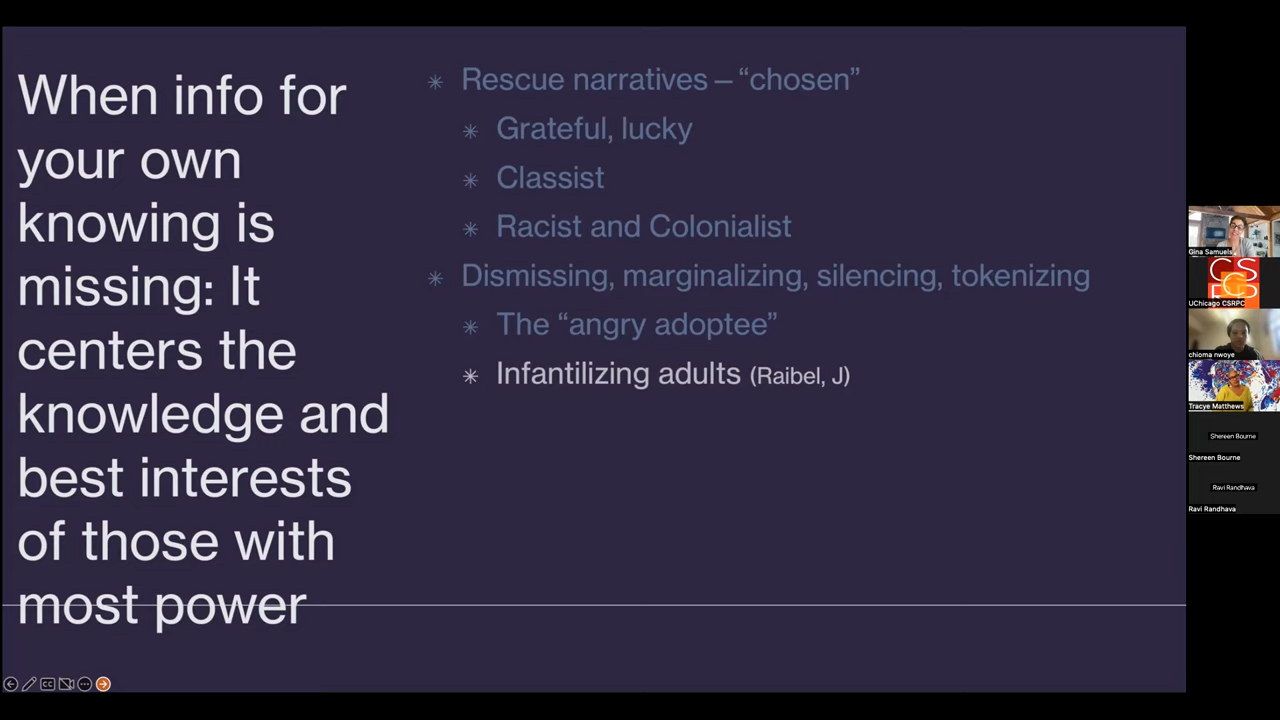 When info for
your own
knowing is
missing: It
centers the
knowledge and
best interests
of those with
most power
Rescue narratives – “chosen”
Grateful, lucky
Classist
Racist and Colonialist
Dismissing, marginalizing, silencing, tokenizing
The “angry adoptee”
Infantilizing adults (Raibel, J)
Gina Samuels
CS
C
UChicago CSRPC
chioma nwoye
Tracye Matthews
Shereen Bourne
Shereen Bourne
Ravi Randhava
Ravi Randhava
CC